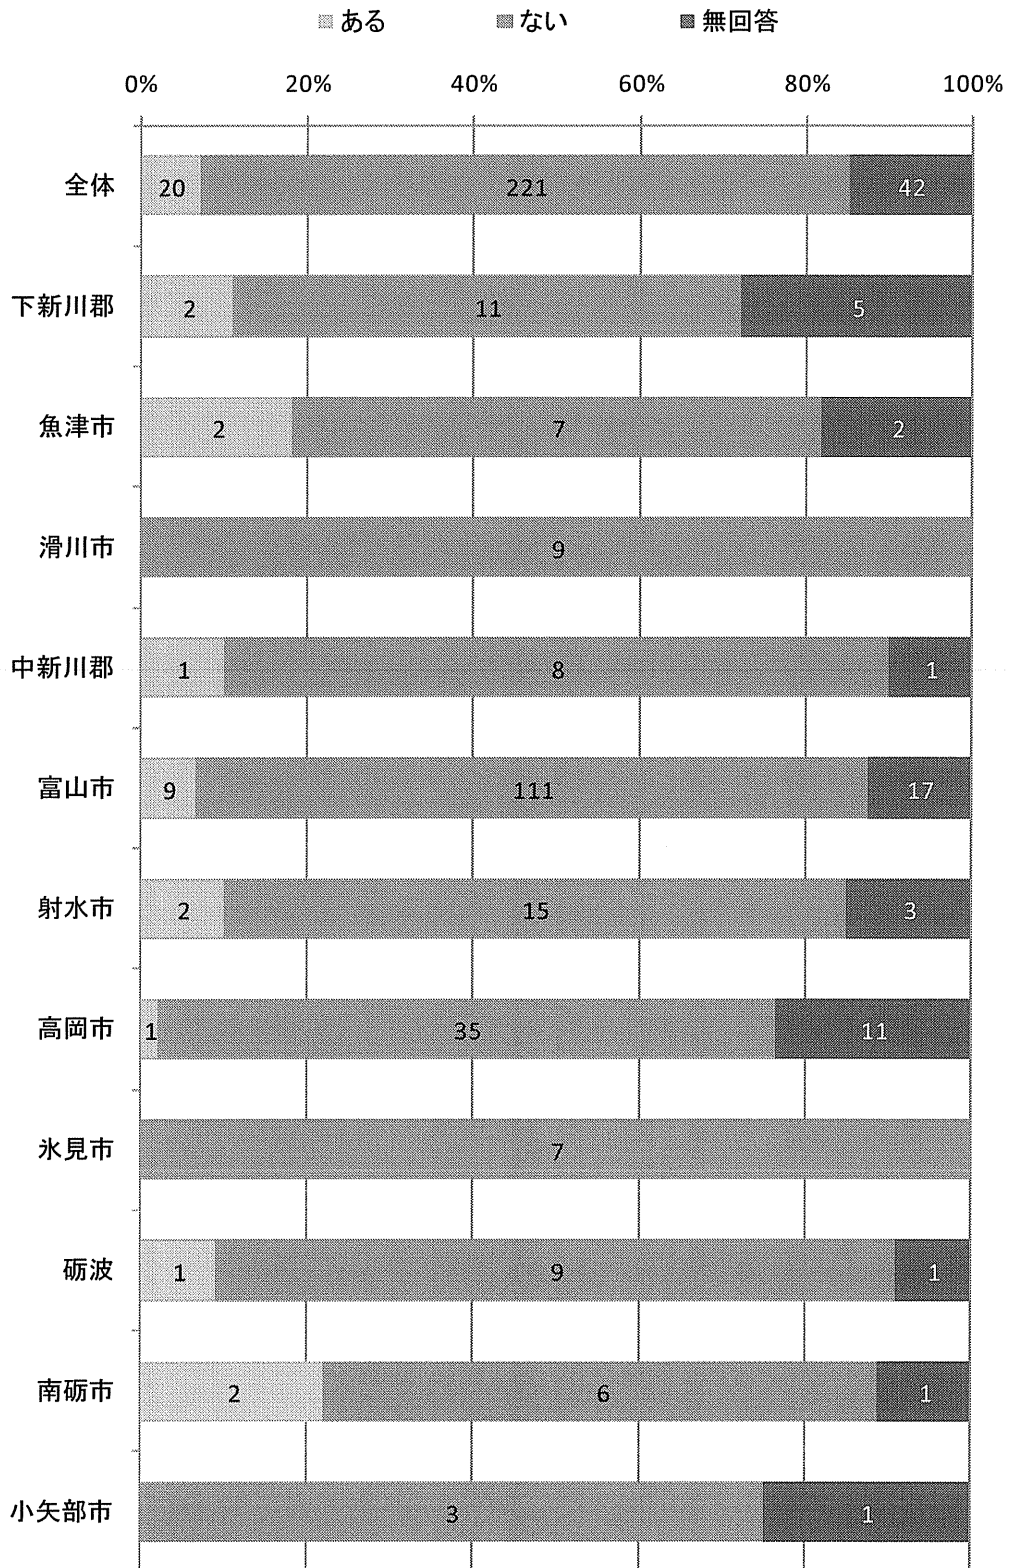 ある ない 無回答
0% 20% 40% 60% 80% 100%
全体 20 221 42
下新川郡 2 11 5
魚津市 2 7 2
滑川市 9
中新川郡 1 8 1
富山市 9 111 17
射水市 2 15 3
高岡市 1 35 11
氷見市 7
砺波 1 9 1
南砺市 2 6 1
小矢部市 3 1